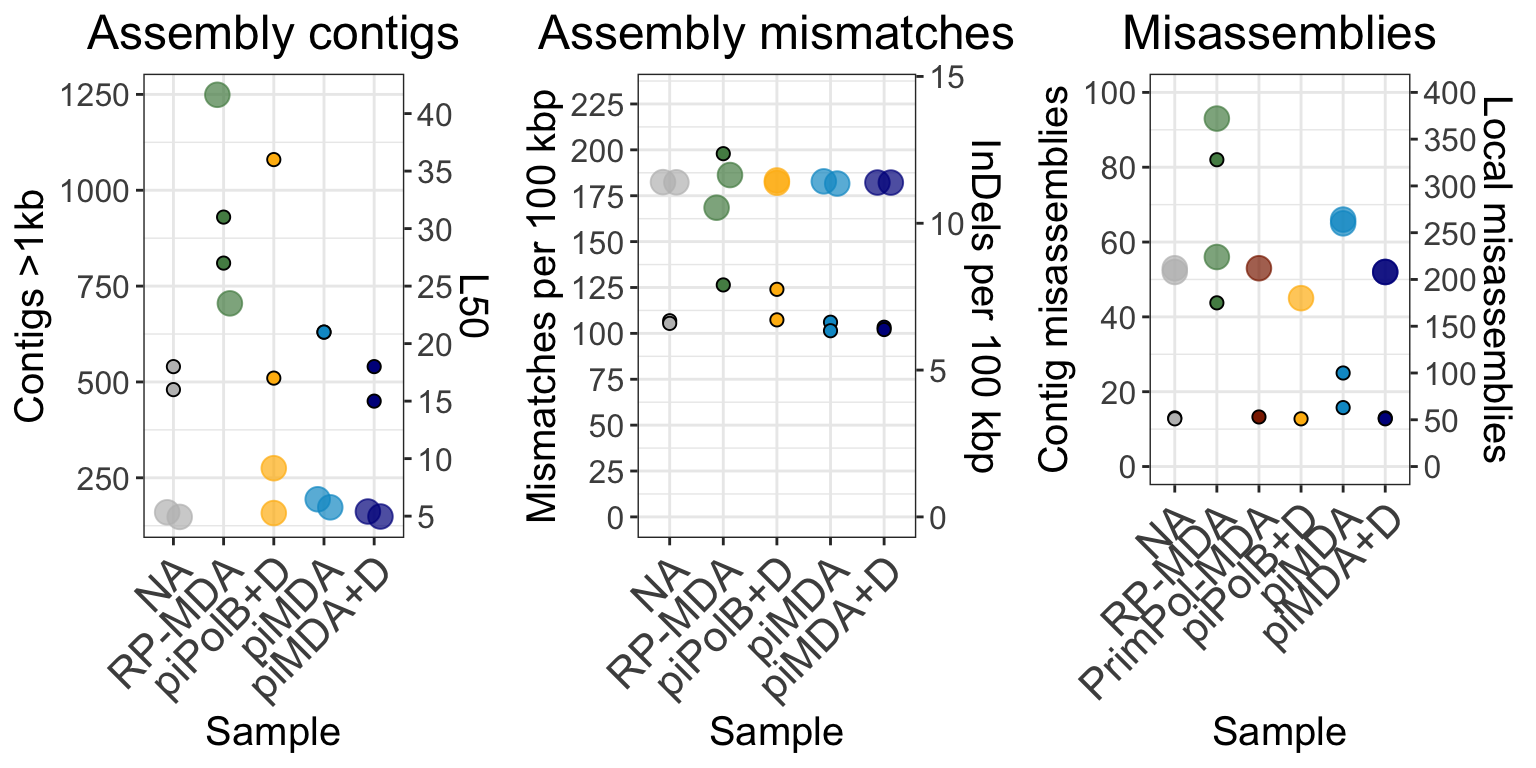 Assembly contigs
Contigs >1kb
1250
1000
750
500
250
40
35
30
25
20
15
10
5
L50
NA
RP-MDA
piPolB+D
piMDA
piMDA+D
Sample
Assembly mismatches
Mismatches per 100 kbp
225
200
175
150
125
100
75
50
25
0
15
10
5
0
InDels per 100 kbp
NA
RP-MDA
piPolB+D
piMDA
piMDA+D
Sample
Misassemblies
Contig misassemblies
100
80
60
40
20
0
400
350
300
250
200
150
100
50
0
Local misassemblies
NA
RP-MDA
PrimPol-MDA
piPolB+D
piMDA
piMDA+D
Sample